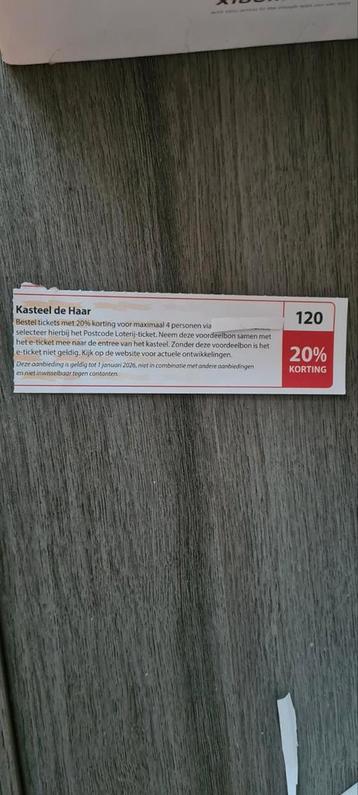 Kasteel de Haar
Bestel tickets met 20% korting voor maximaal 4 personen via
selecteer hierbij het Postcode Loterij-ticket. Neem deze voordeelbon samen met
het e-ticket mee naar de entree van het kasteel. Zonder deze voordeelbon is het
e-ticket niet geldig. Kijk op de website voor actuele ontwikkelingen.
Deze aanbieding is geldig tot 1 januari 2026, niet in combinatie met andere aanbiedingen
en niet inwisselbaar tegen contanten.
120
20%
KORTING